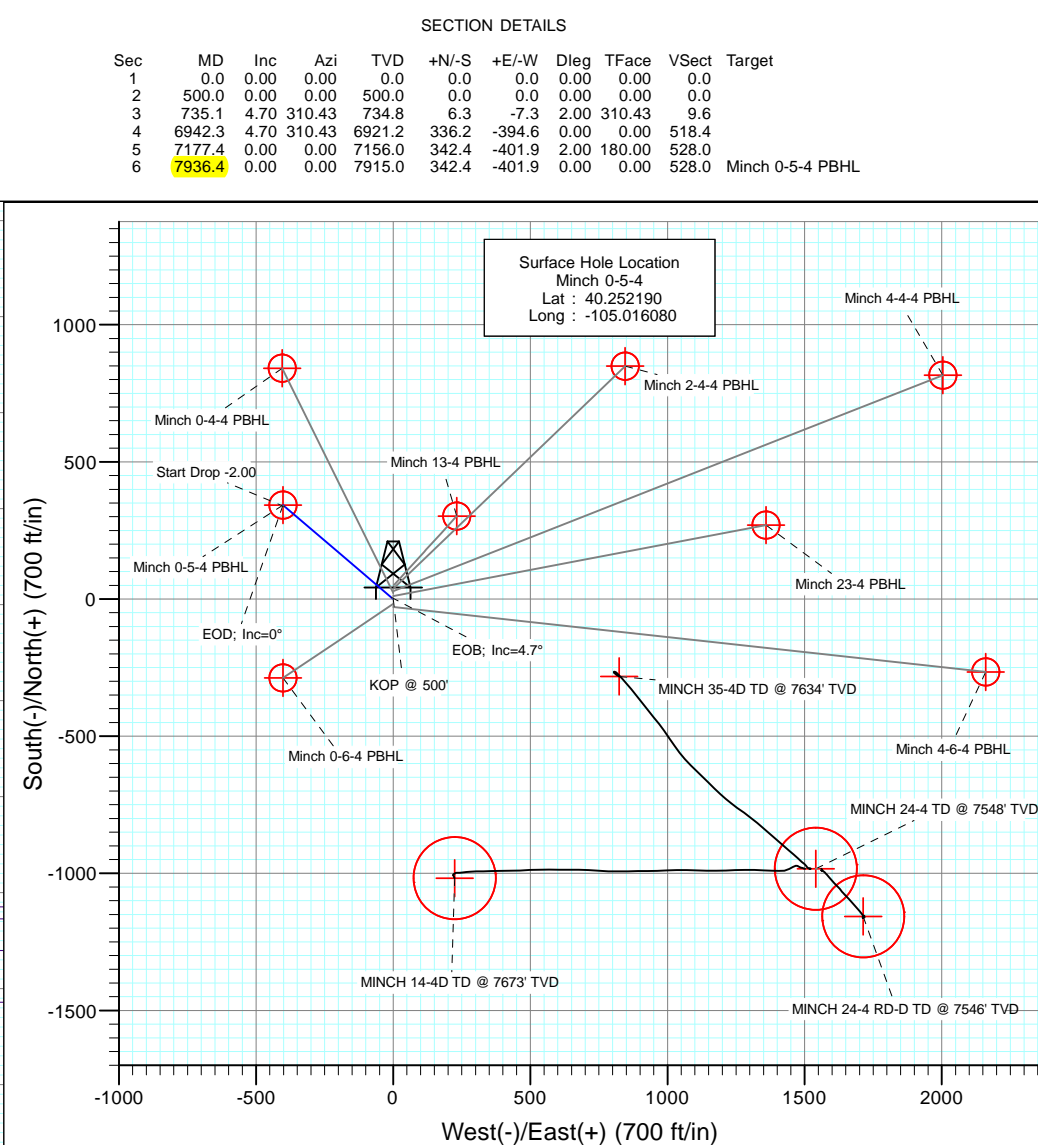 SECTION DETAILS
Sec MD Inc Azi TVD +N/-S +E/-W Dleg TFace VSect Target
1 0.0 0.00 0.00 0.0 0.0 0.0 0.00 0.00 0.0
2 500.0 0.00 0.00 500.0 0.0 0.0 0.00 0.00 0.0
3 735.1 4.70 310.43 734.8 6.3 -7.3 2.00 310.43 9.6
4 6942.3 4.70 310.43 6921.2 336.2 -394.6 0.00 0.00 518.4
5 7177.4 0.00 0.00 7156.0 342.4 -401.9 2.00 180.00 528.0
6 7936.4 0.00 0.00 7915.0 342.4 -401.9 0.00 0.00 528.0 Minch 0-5-4 PBHL
Surface Hole Location
Minch 0-5-4
Lat : 40.252190
Long : -105.016080
Minch 4-4-4 PBHL
1000
Minch 2-4-4 PBHL
Minch 0-4-4 PBHL
500
Minch 13-4 PBHL
Start Drop -2.00
Minch 0-5-4 PBHL
Minch 23-4 PBHL
0
EOD; Inc=0°
EOB; Inc=4.7°
KOP @ 500'
MINCH 35-4D TD @ 7634' TVD
-500
Minch 0-6-4 PBHL
Minch 4-6-4 PBHL
MINCH 24-4 TD @ 7548' TVD
-1000
MINCH 14-4D TD @ 7673' TVD
-1500
MINCH 24-4 RD-D TD @ 7546' TVD
South(-)/North(+) (700 ft/in)
-1000 -500 0 500 1000 1500 2000
West(-)/East(+) (700 ft/in)